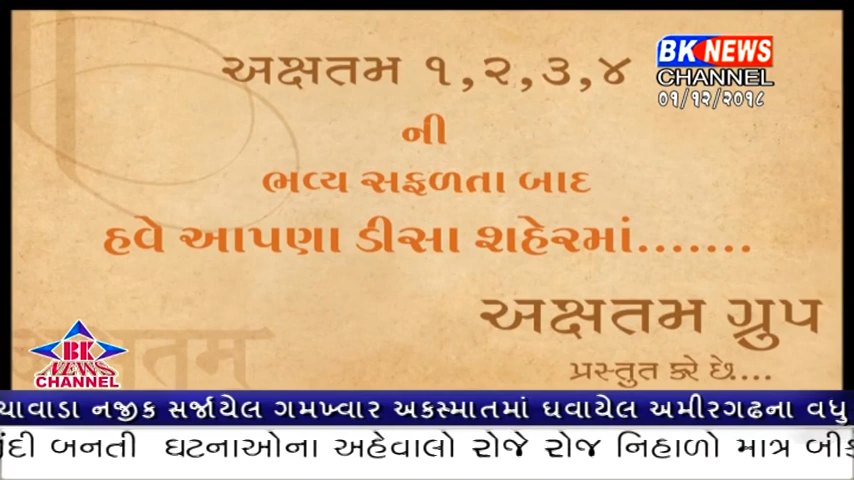 અક્ષતમ ૧,૨,૩,૪
BK NEWS
CHANNEL
૦૧/૧૨/૨૦૧૮
ની
ભવ્ય સફળતા બાદ
હવે આપણા ડીસા શહેરમાં.......
અક્ષતમ ગ્રુપ
પ્રસ્તુત કરે છે....
BK
NEWS
CHANNEL
ચાવાડા નજીક સર્જાયેલ ગમખ્વાર અકસ્માતમાં ઘવાયેલ અમીરગઢના વધુ
બનતી ઘટનાઓના અહેવાલો રોજે રોજ નિહાળો માત્ર